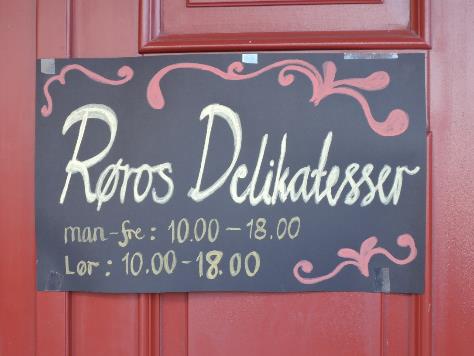 Røros Delikatesser
man-fre: 10.00-18.00
Lør: 10.00-18.00